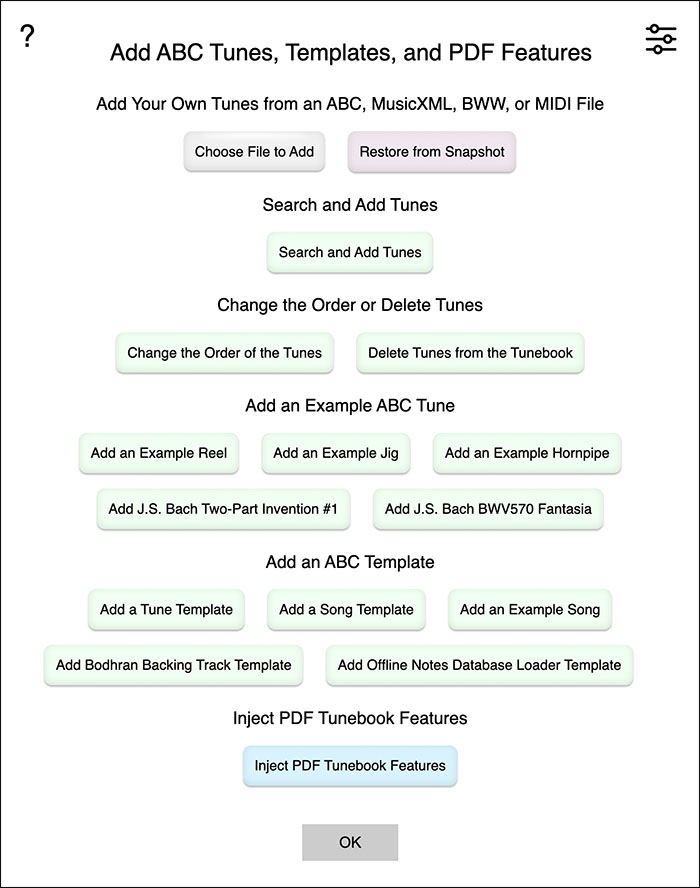 ?
Add ABC Tunes, Templates, and PDF Features
Add Your Own Tunes from an ABC, MusicXML, BWW, or MIDI File
Choose File to Add Restore from Snapshot
Search and Add Tunes
Search and Add Tunes
Change the Order or Delete Tunes
Change the Order of the Tunes Delete Tunes from the Tunebook
Add an Example ABC Tune
Add an Example Reel Add an Example Jig Add an Example Hornpipe
Add J.S. Bach Two-Part Invention #1 Add J.S. Bach BWV570 Fantasia
Add an ABC Template
Add a Tune Template Add a Song Template Add an Example Song
Add Bodhran Backing Track Template Add Offline Notes Database Loader Template
Inject PDF Tunebook Features
Inject PDF Tunebook Features
OK